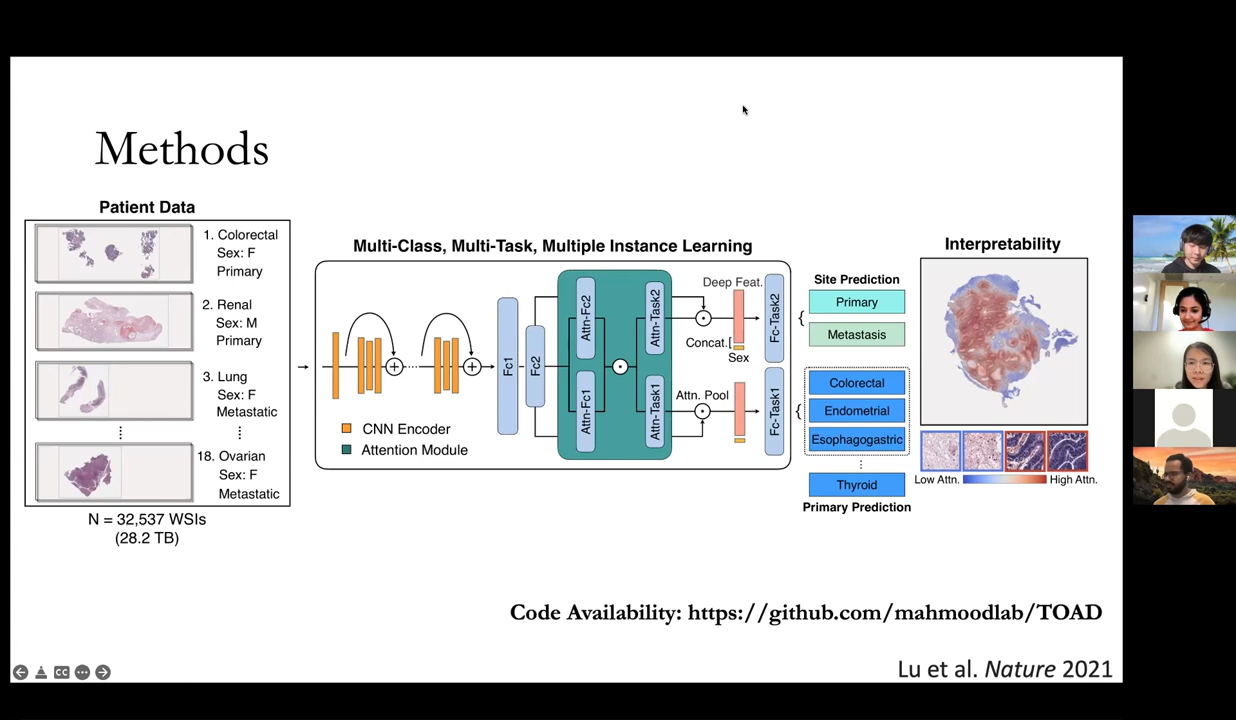 Methods
Patient Data
1. Colorectal
Sex: F
Primary
2. Renal
Sex: M
Primary
3. Lung
Sex: F
Metastatic
18. Ovarian
Sex: F
Metastatic
N = 32,537 WSIs
(28.2 TB)
Multi-Class, Multi-Task, Multiple Instance Learning
CNN Encoder
Attention Module
Fc1
Fc2
Attn-Fc2
Attn-Fc1
Attn-Task2
Attn-Task1
Deep Feat.
Concat.
Sex
Attn. Pool
Fc-Task2
Fc-Task1
Site Prediction
Primary
Metastasis
Colorectal
Endometrial
Esophagogastric
Thyroid
Primary Prediction
Interpretability
Low Attn.
High Attn.
Code Availability: https://github.com/mahmoodlab/TOAD
Lu et al. Nature 2021
CC